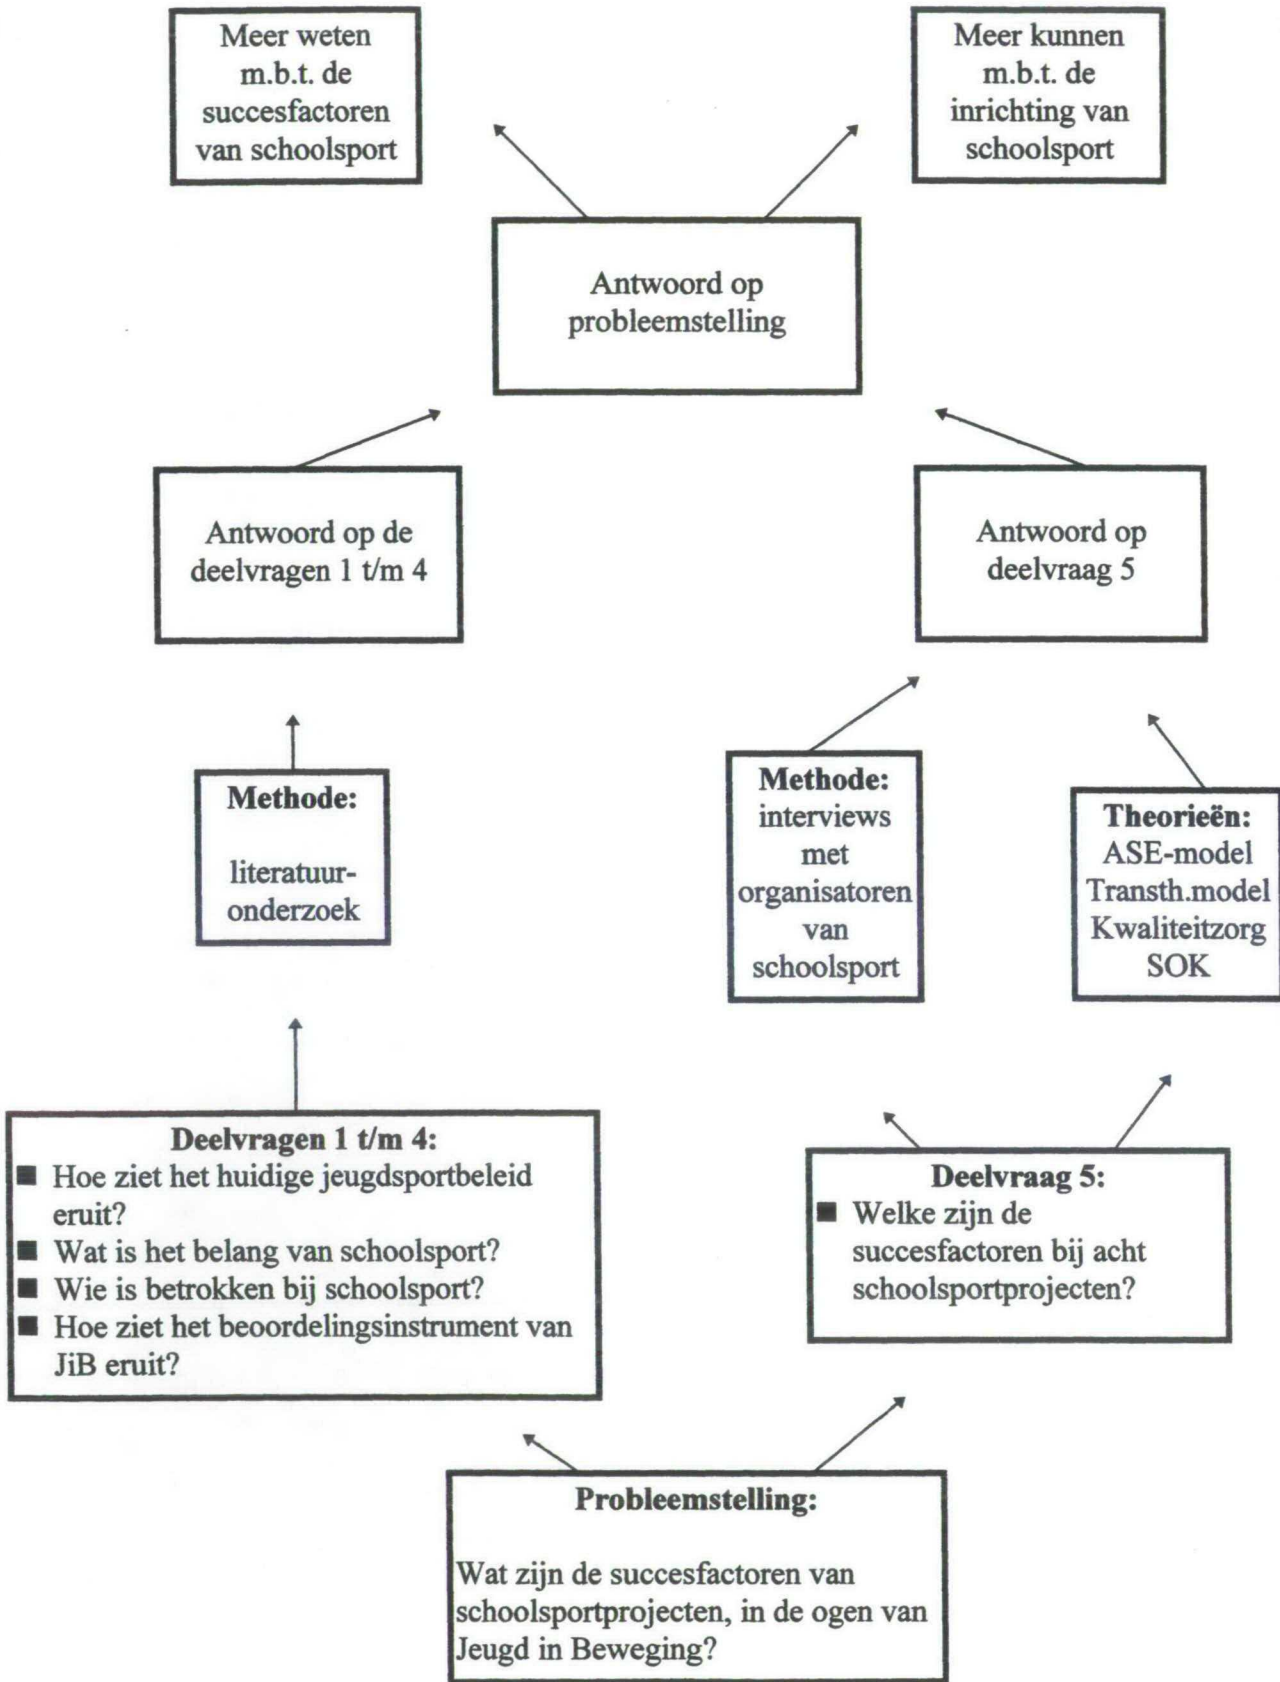 Meer weten
m.b.t. de
succesfactoren
van schoolsport
Meer kunnen
m.b.t. de
inrichting van
schoolsport
Antwoord op
probleemstelling
Antwoord op de
deelvragen 1 t/m 4
Antwoord op
deelvraag 5
Methode:
literatuur-
onderzoek
Methode:
interviews
met
organisatoren
van
schoolsport
Theorieën:
ASE-model
Transth.model
Kwaliteitzorg
SOK
Deelvragen 1 t/m 4:
■ Hoe ziet het huidige jeugdsportbeleid
eruit?
■ Wat is het belang van schoolsport?
■ Wie is betrokken bij schoolsport?
■ Hoe ziet het beoordelingsinstrument van
JiB eruit?
Deelvraag 5:
■ Welke zijn de
succesfactoren bij acht
schoolsportprojecten?
Probleemstelling:
Wat zijn de succesfactoren van
schoolsportprojecten, in de ogen van
Jeugd in Beweging?